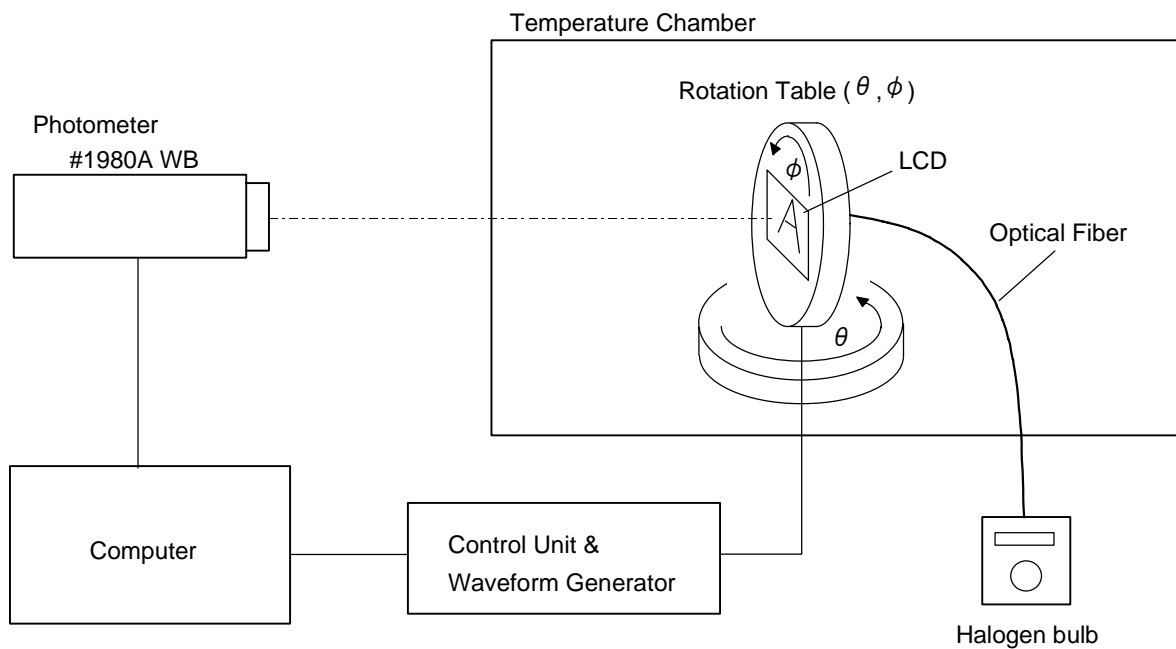 Temperature Chamber
Rotation Table ( θ , ϕ )
Photometer
#1980A WB
LCD
ϕ
A
Optical Fiber
θ
Computer
Control Unit &
Waveform Generator
Halogen bulb